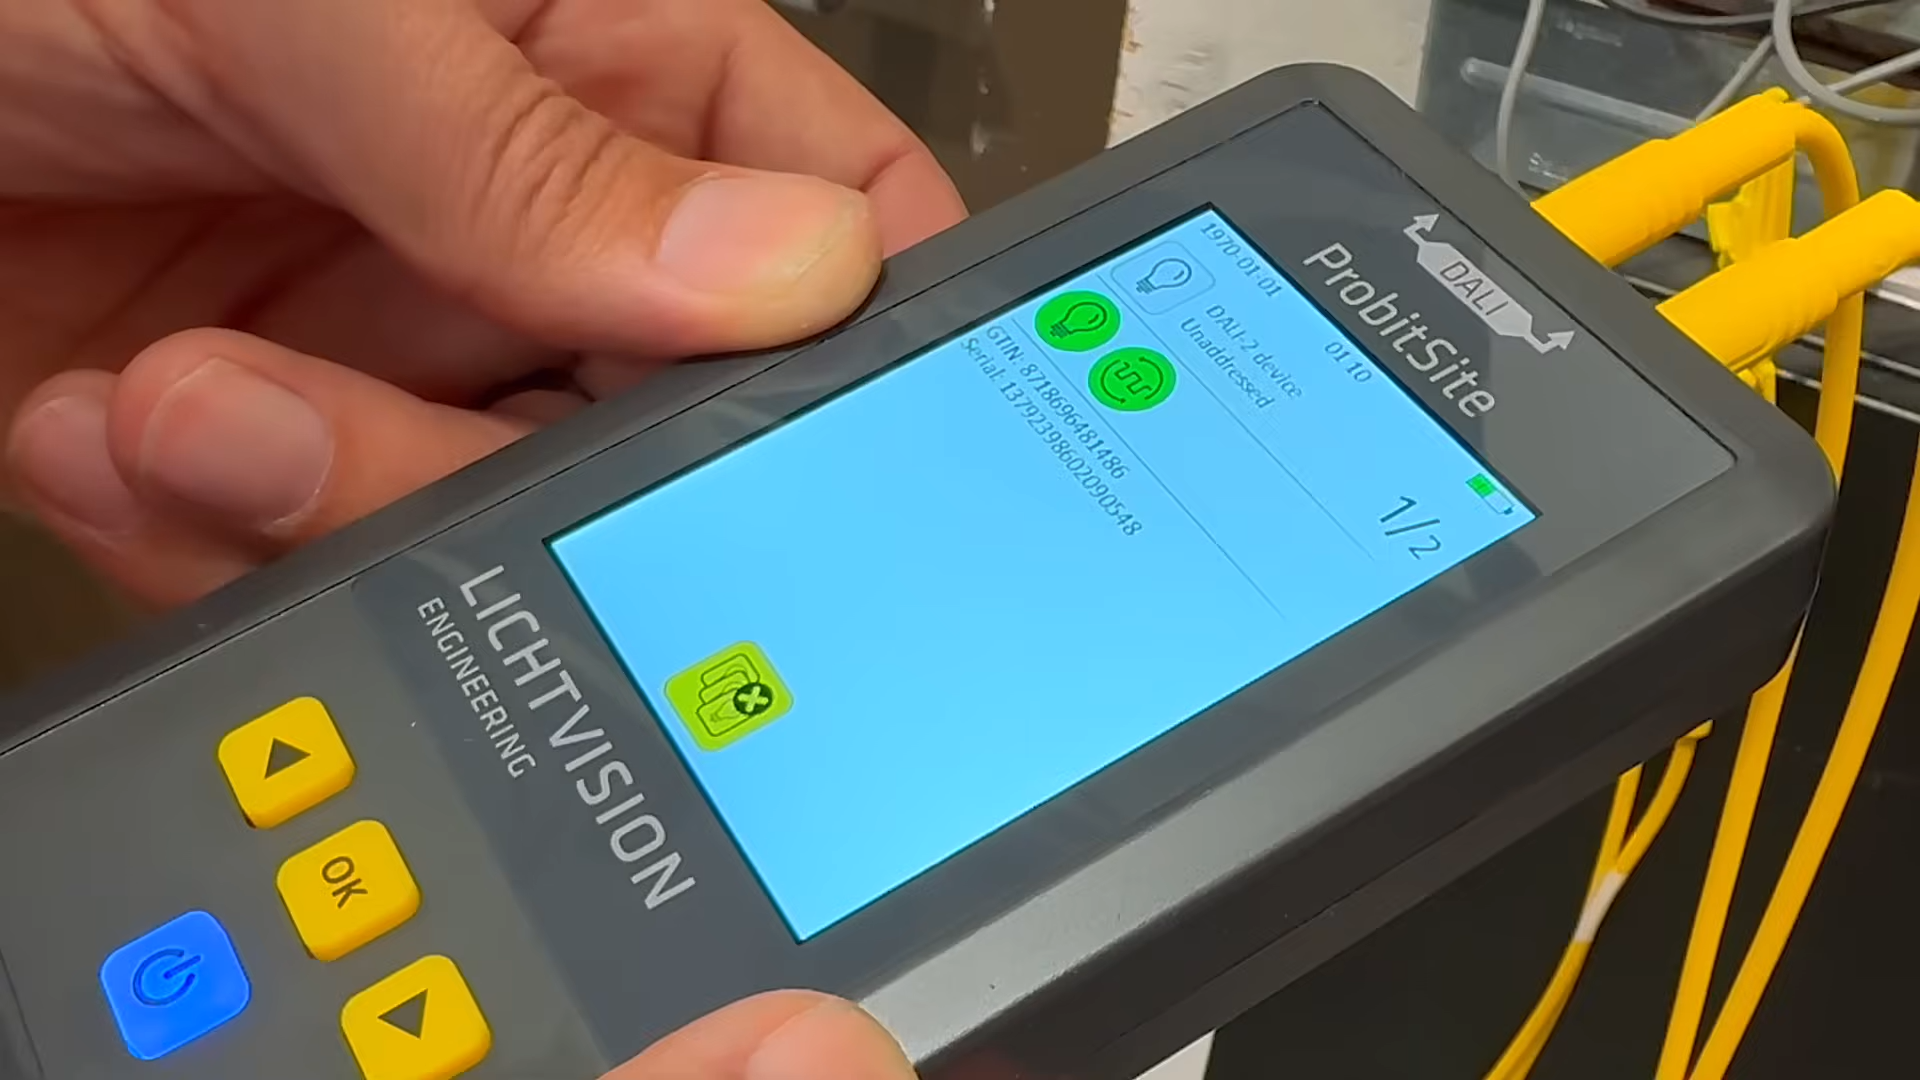 DALI
ProbitSite
1970-01-01 01:10
DALI-2 device
Unaddressed
1/2
GTIN: 8718696481486
Serial: 13792398602090548
LICHTVISION
ENGINEERING
OK